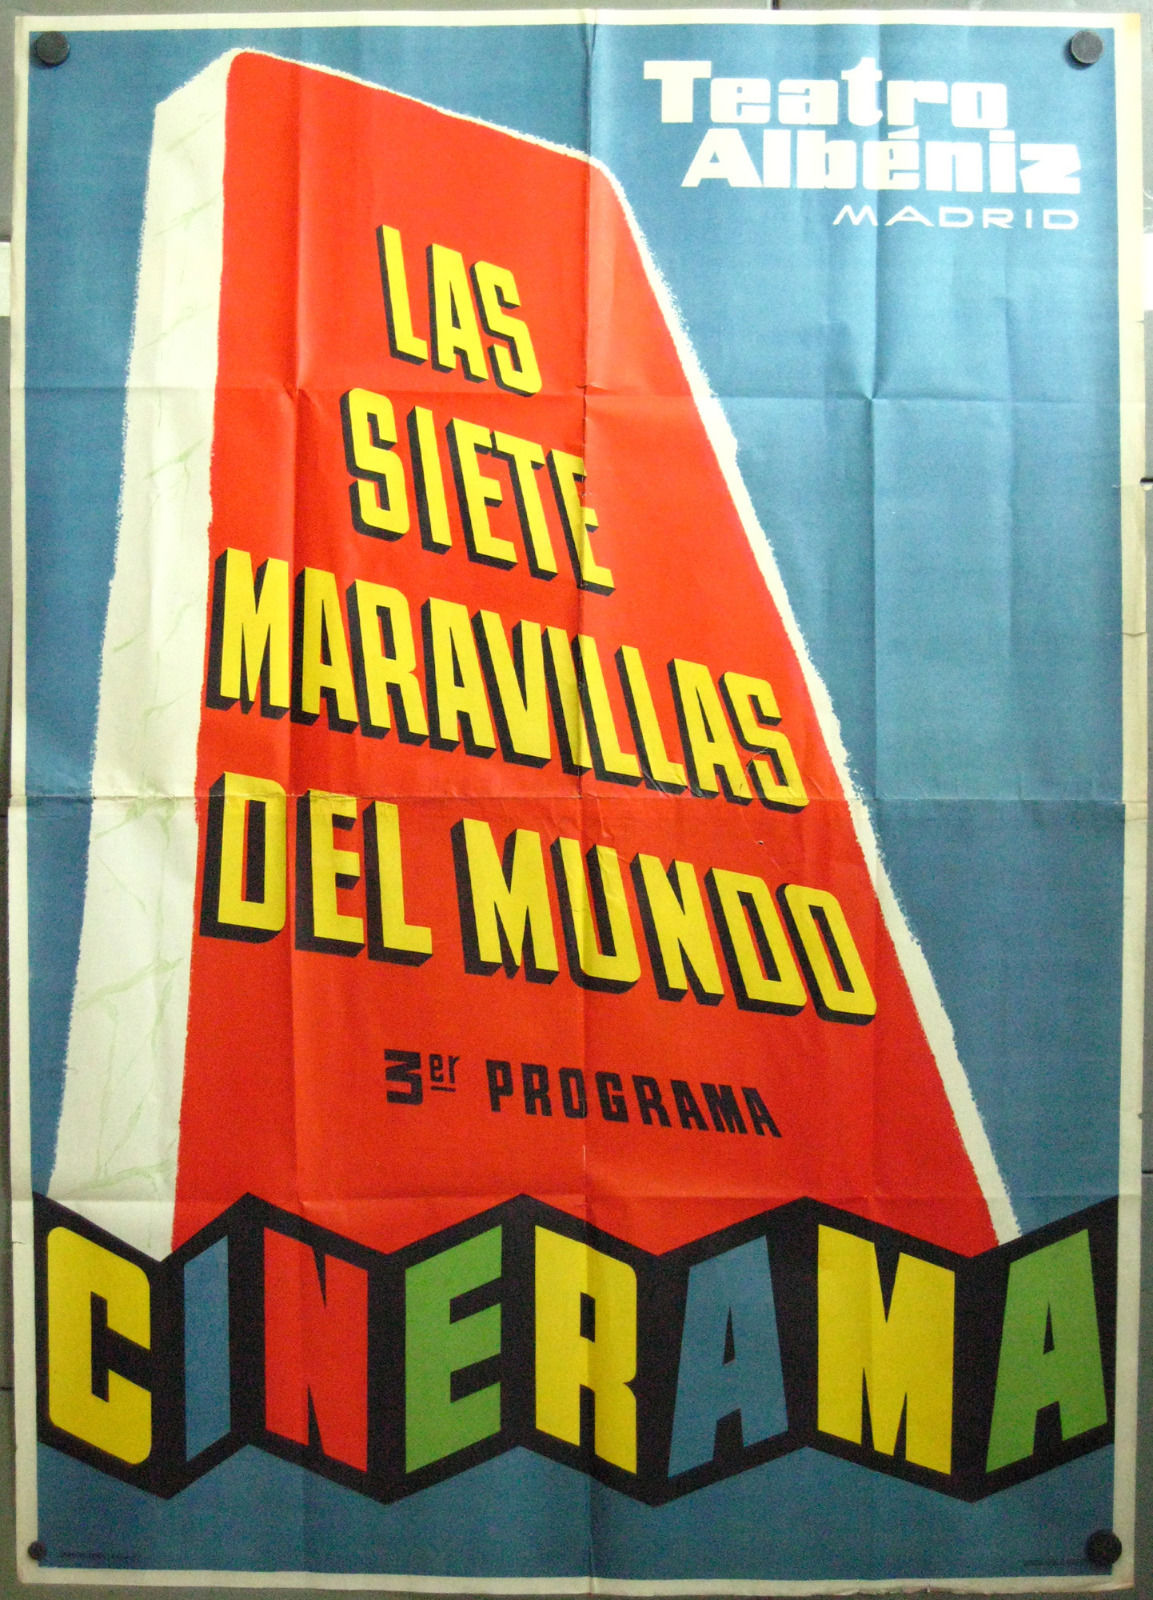 Teatro
Albéniz
MADRID
LAS
SIETE
MARAVILLAS
DEL MUNDO
3er PROGRAMA
CINERAMA